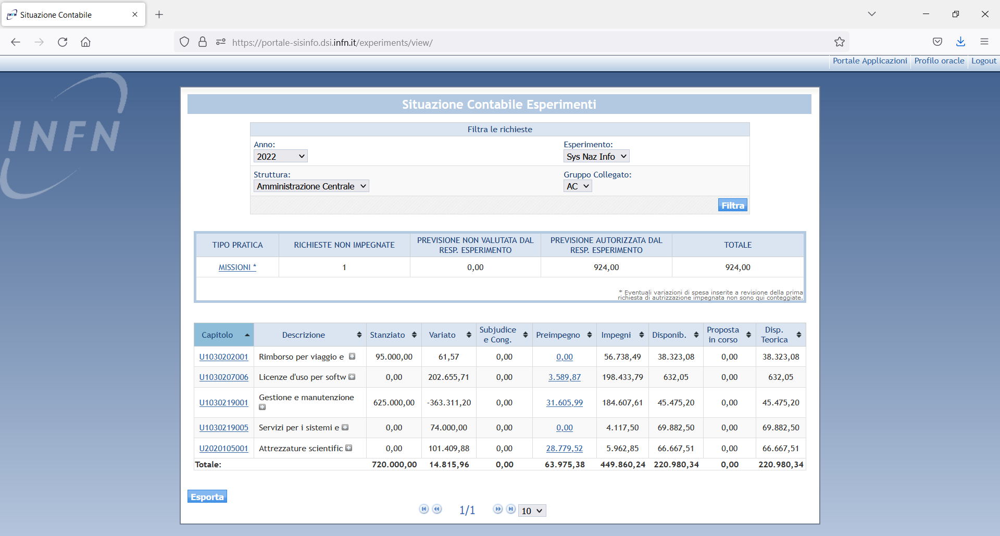 INFN Situazione Contabile
https://portale-sisinfo.dsi.infn.it/experiments/view/
Portale Applicazioni Profilo oracle Logout
INFN
Situazione Contabile Esperimenti
Filtra le richieste
Anno: Esperimento:
2022 Sys Naz Info
Struttura: Gruppo Collegato:
Amministrazione Centrale AC
Filtra
TIPO PRATICA RICHIESTE NON IMPEGNATE PREVISIONE NON VALUTATA DAL RESP. ESPERIMENTO PREVISIONE AUTORIZZATA DAL RESP. ESPERIMENTO TOTALE
MISSIONI * 1 0,00 924,00 924,00
* Eventuali variazioni di spesa inserite a revisione della prima
richiesta di autrizzazione impegnata non sono qui conteggiate.
Capitolo Descrizione Stanziato Variato Subjudice e Cong. Preimpegno Impegni Disponib. Proposta in corso Disp. Teorica
U1030202001 Rimborso per viaggio e 95.000,00 61,57 0,00 0,00 56.738,49 38.323,08 0,00 38.323,08
U1030207006 Licenze d'uso per softw 0,00 202.655,71 0,00 3.589,87 198.433,79 632,05 0,00 632,05
U1030219001 Gestione e manutenzione 625.000,00 -363.311,20 0,00 31.605,99 184.607,61 45.475,20 0,00 45.475,20
U1030219005 Servizi per i sistemi e 0,00 74.000,00 0,00 0,00 4.117,50 69.882,50 0,00 69.882,50
U2020105001 Attrezzature scientific 0,00 101.409,88 0,00 28.779,52 5.962,85 66.667,51 0,00 66.667,51
Totale: 720.000,00 14.815,96 0,00 63.975,38 449.860,24 220.980,34 0,00 220.980,34
Esporta
1/1 10